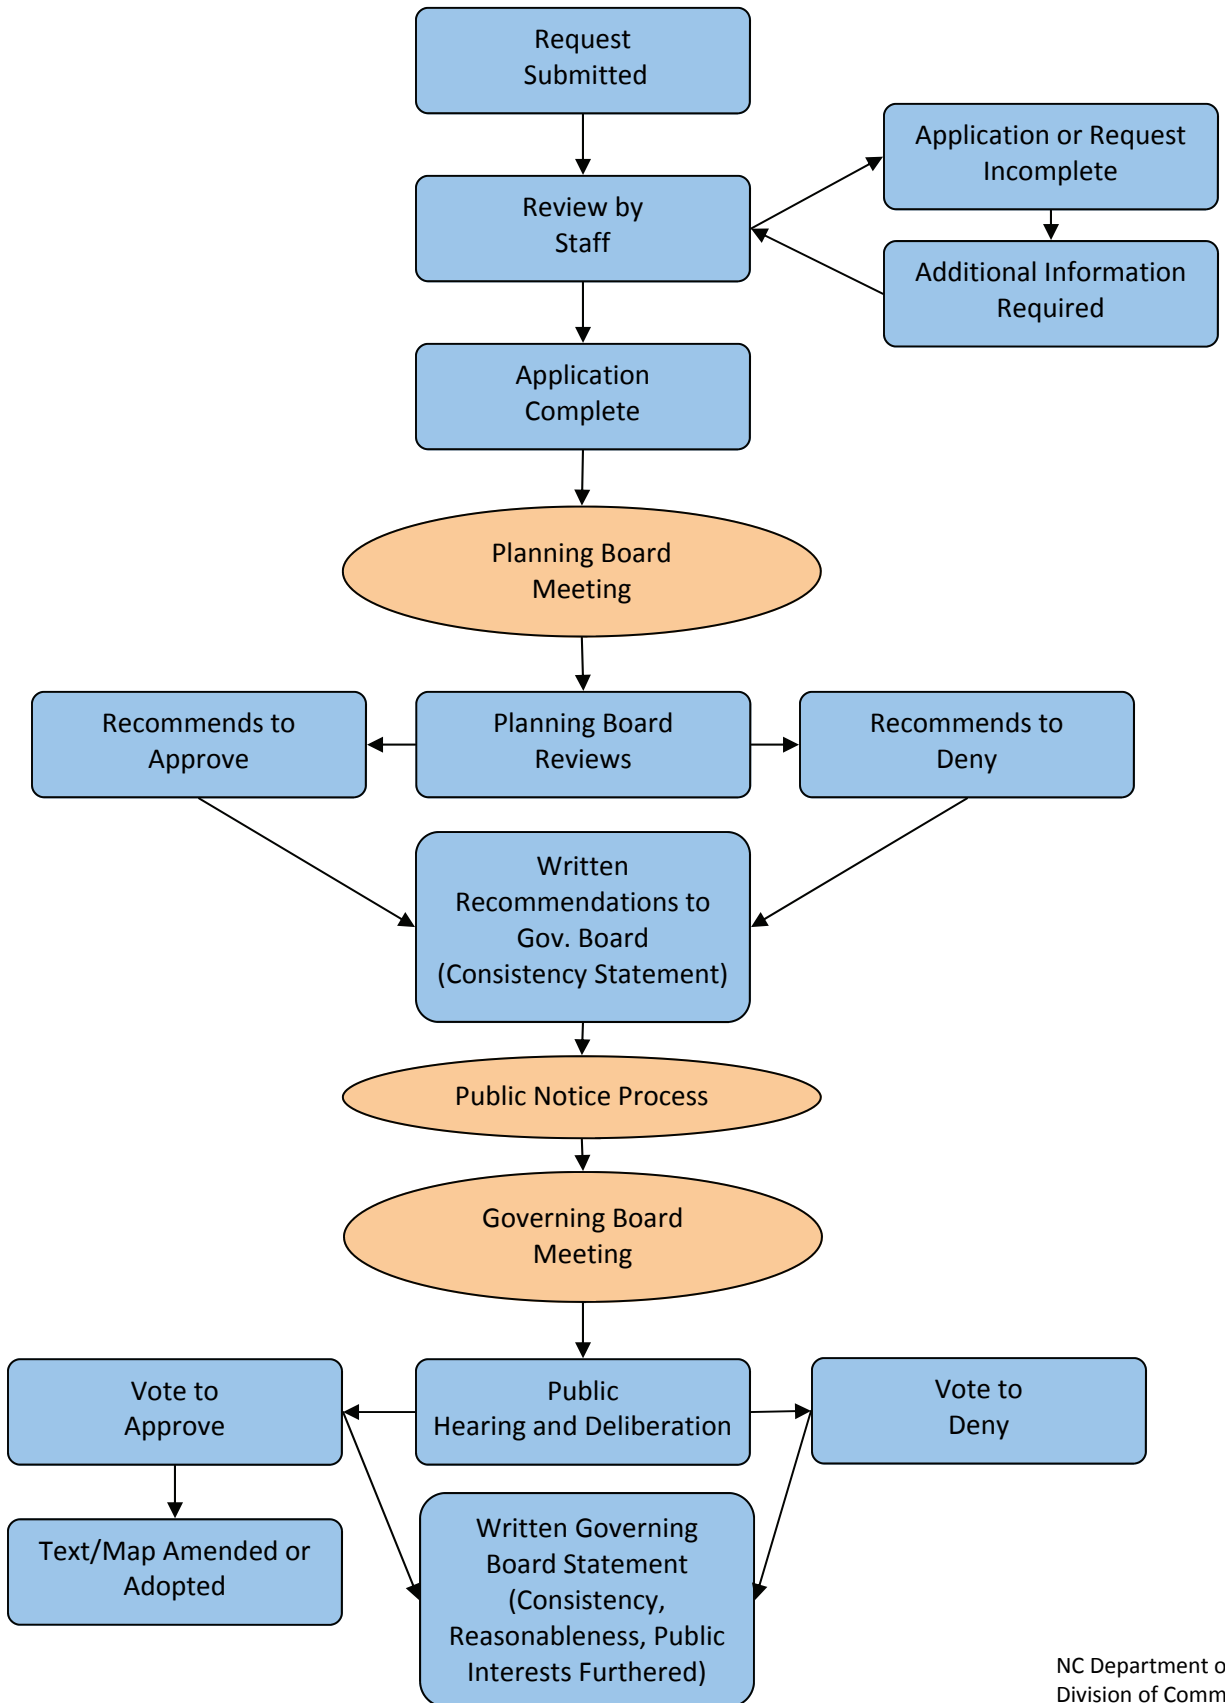 Request
Submitted
Application or Request
Incomplete
Review by
Staff
Additional Information
Required
Application
Complete
Planning Board
Meeting
Recommends to
Approve
Planning Board
Reviews
Recommends to
Deny
Written
Recommendations to
Gov. Board
(Consistency Statement)
Public Notice Process
Governing Board
Meeting
Vote to
Approve
Public
Hearing and Deliberation
Vote to
Deny
Text/Map Amended or
Adopted
Written Governing
Board Statement
(Consistency,
Reasonableness, Public
Interests Furthered)
NC Department o
Division of Comm